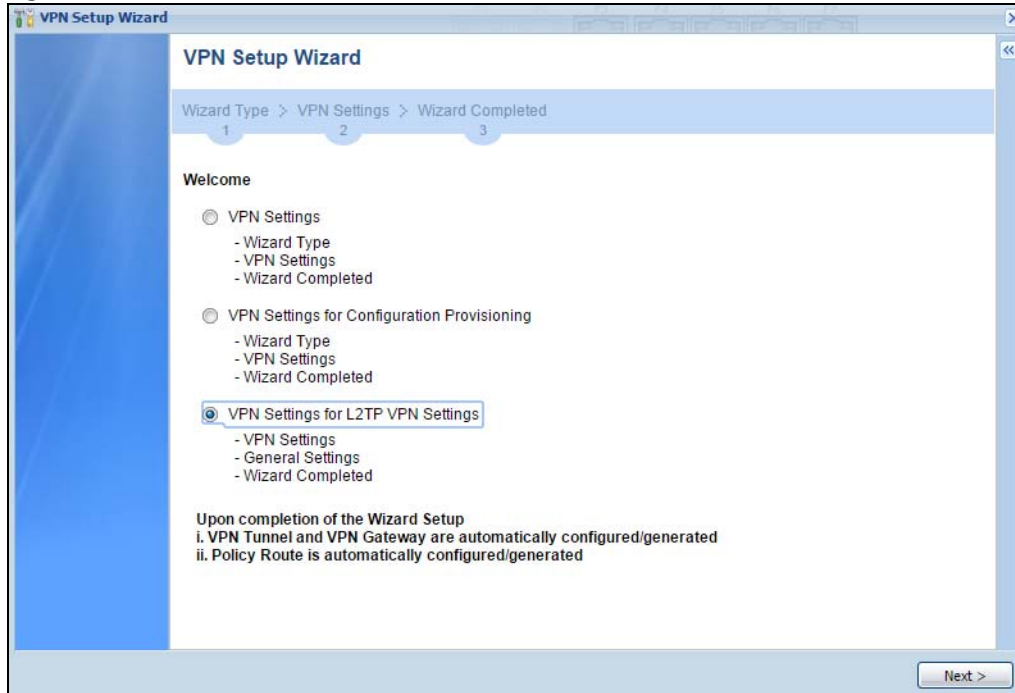 VPN Setup Wizard
VPN Setup Wizard
Wizard Type > VPN Settings > Wizard Completed
1 2 3
Welcome
VPN Settings
- Wizard Type
- VPN Settings
- Wizard Completed
VPN Settings for Configuration Provisioning
- Wizard Type
- VPN Settings
- Wizard Completed
VPN Settings for L2TP VPN Settings
- VPN Settings
- General Settings
- Wizard Completed
Upon completion of the Wizard Setup
i. VPN Tunnel and VPN Gateway are automatically configured/generated
ii. Policy Route is automatically configured/generated
Next >